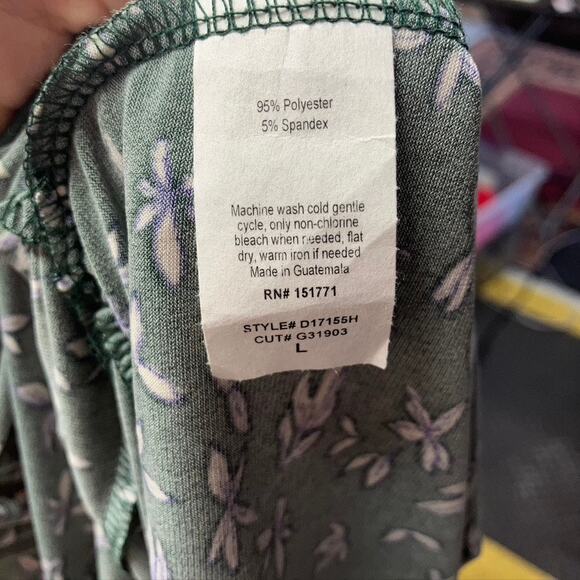 95% Polyester
5% Spandex
Machine wash cold gentle
cycle, only non-chlorine
bleach when needed, flat
dry, warm iron if needed
Made in Guatemala
RN# 151771
STYLE# D17155H
CUT# G31903
L